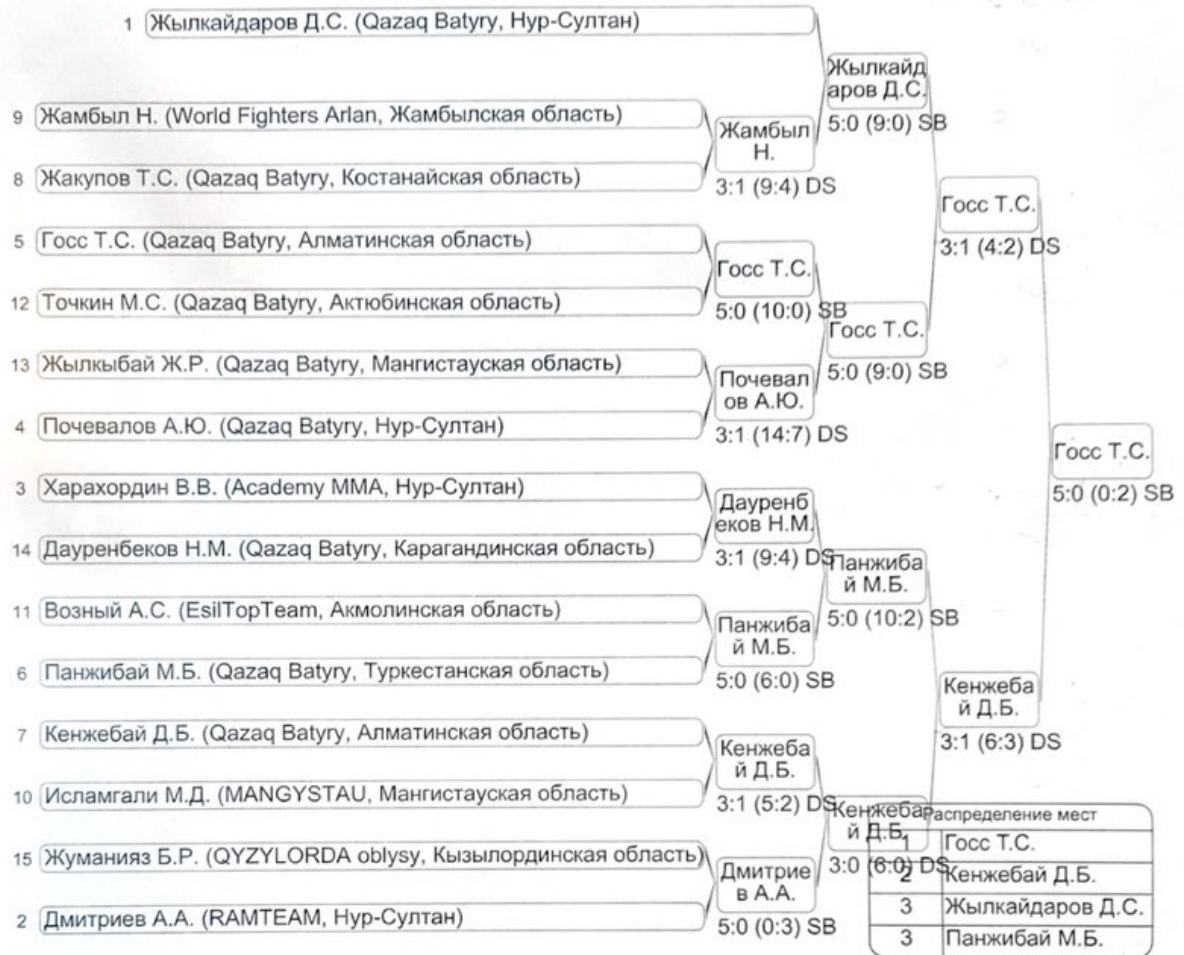 1 Жылкайдаров Д.С. (Qazaq Batyry, Нур-Султан)
Жылкайд
аров Д.С.
5:0 (9:0) SB
9 Жамбыл Н. (World Fighters Arlan, Жамбылская область)
Жамбыл
Н.
3:1 (9:4) DS
8 Жакупов Т.С. (Qazaq Batyry, Костанайская область)
Госс Т.С.
3:1 (4:2) DS
5 Госс Т.С. (Qazaq Batyry, Алматинская область)
Госс Т.С.
5:0 (10:0) SB
12 Точкин М.С. (Qazaq Batyry, Актюбинская область)
Госс Т.С.
5:0 (9:0) SB
13 Жылкыбай Ж.Р. (Qazaq Batyry, Мангистауская область)
Почевал
ов А.Ю.
3:1 (14:7) DS
4 Почевалов А.Ю. (Qazaq Batyry, Нур-Султан)
Госс Т.С.
5:0 (0:2) SB
3 Харахордин В.В. (Academy MMA, Нур-Султан)
Дауренб
еков Н.М.
3:1 (9:4) DS
14 Дауренбеков Н.М. (Qazaq Batyry, Карагандинская область)
Панжиба
й М.Б.
5:0 (10:2) SB
11 Возный А.С. (EsilTopTeam, Акмолинская область)
Панжиба
й М.Б.
5:0 (6:0) SB
6 Панжибай М.Б. (Qazaq Batyry, Туркестанская область)
Кенжеба
й Д.Б.
3:1 (6:3) DS
7 Кенжебай Д.Б. (Qazaq Batyry, Алматинская область)
Кенжеба
й Д.Б.
3:1 (5:2) DS
10 Исламгали М.Д. (MANGYSTAU, Мангистауская область)
Кенжеба
й Д.Б.
3:0 (6:0) DS
15 Жуманияз Б.Р. (QYZYLORDA oblysy, Кызылординская область)
Дмитрие
в А.А.
5:0 (0:3) SB
2 Дмитриев А.А. (RAMTEAM, Нур-Султан)
Распределение мест
1 Госс Т.С.
2 Кенжебай Д.Б.
3 Жылкайдаров Д.С.
3 Панжибай М.Б.